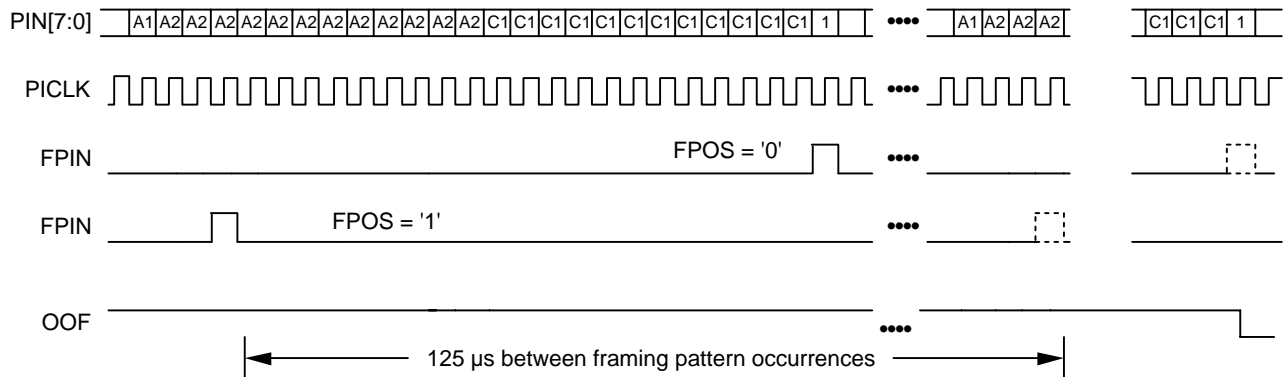 PIN[7:0] A1 A2 A2 A2 A2 A2 A2 A2 A2 A2 A2 A2 A2 C1 C1 C1 C1 C1 C1 C1 C1 C1 C1 C1 C1 1 •••• A1 A2 A2 A2 C1 C1 C1 1
PICLK ••••
FPIN FPOS = '0' ••••
FPIN FPOS = '1' ••••
OOF ••••
125 µs between framing pattern occurrences